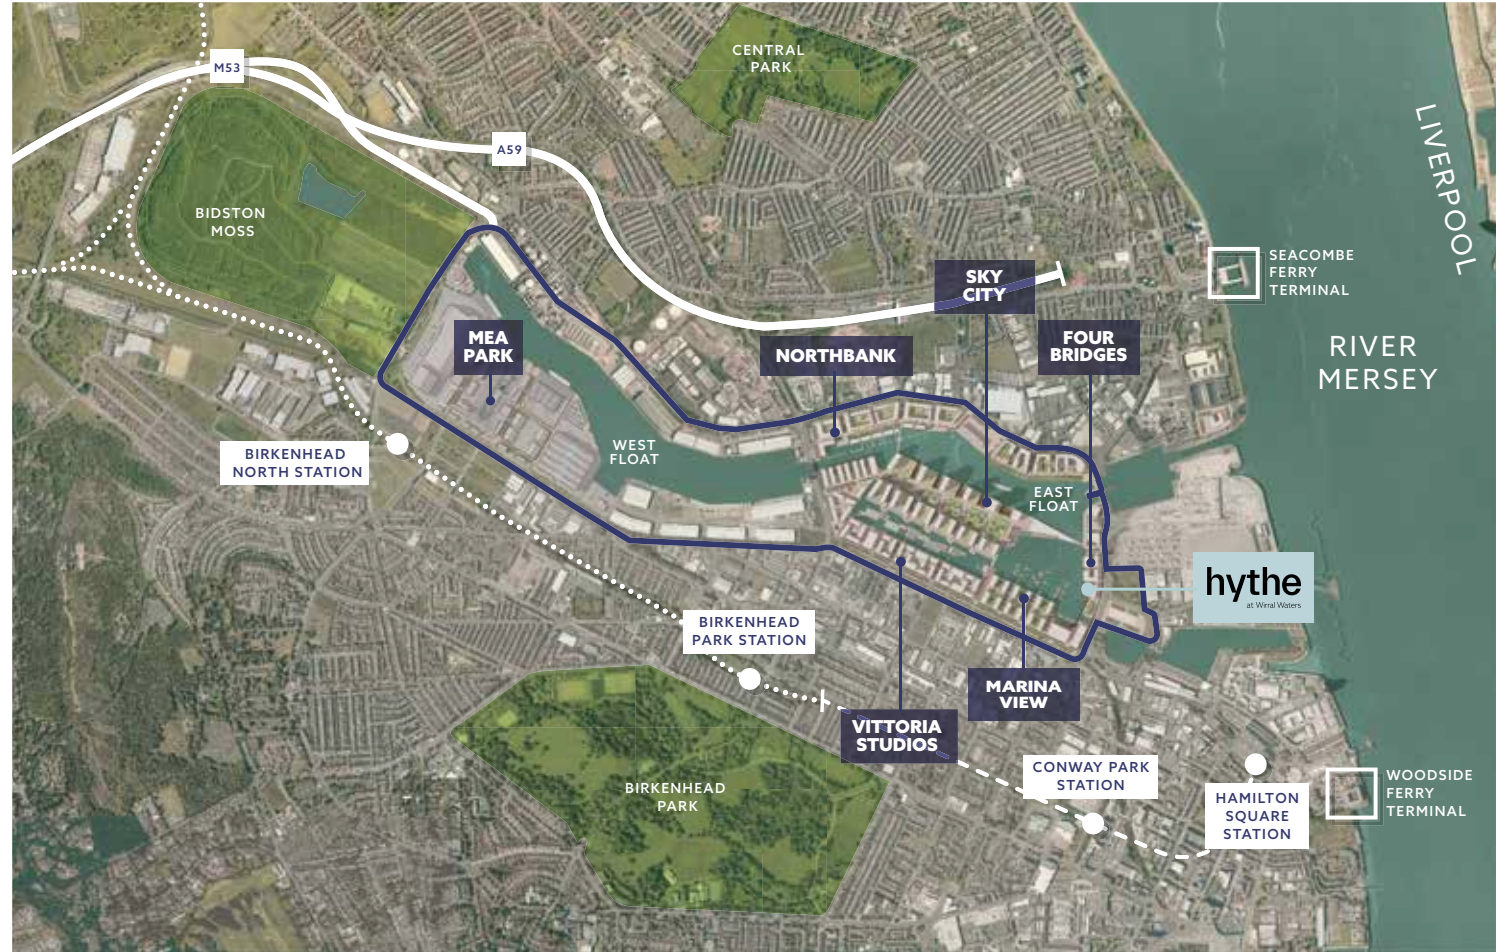 CENTRAL
PARK
M53
A59
LIVERPOOL
BIDSTON
MOSS
SEACOMBE
FERRY
TERMINAL
SKY
CITY
MEA
PARK
NORTHBANK
FOUR
BRIDGES
RIVER
MERSEY
BIRKENHEAD
NORTH STATION
WEST
FLOAT
EAST
FLOAT
hythe
at Wirral Waters
BIRKENHEAD
PARK STATION
MARINA
VIEW
VITTORIA
STUDIOS
CONWAY PARK
STATION
BIRKENHEAD
PARK
HAMILTON
SQUARE
STATION
WOODSIDE
FERRY
TERMINAL